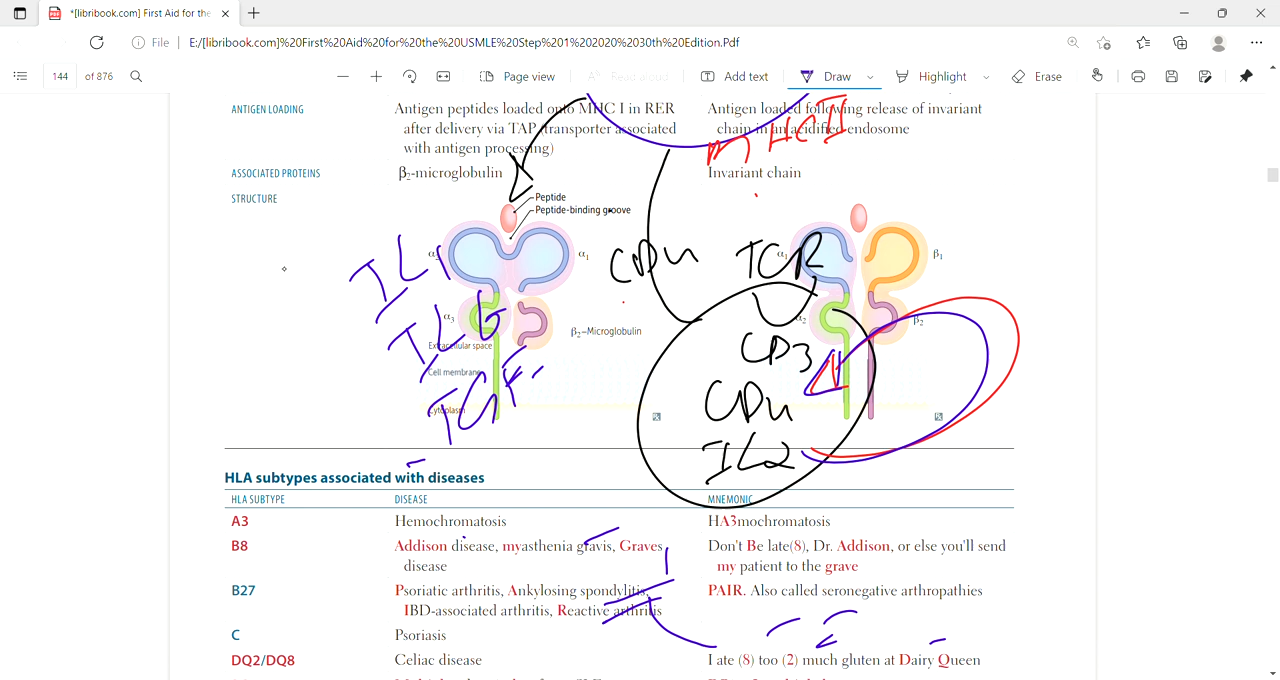 *[libribook.com] First Aid for the
File
E:/[libribook.com]%20First%20Aid%20for%20the%20USMLE%20Step%201%202020%2030th%20Edition.Pdf
144 of 876
Page view
Read aloud
Add text
Draw
Highlight
Erase
ANTIGEN LOADING
Antigen peptides loaded onto MHC I in RER
after delivery via TAP (transporter associated
with antigen processing)
Antigen loaded following release of invariant
chain in an acidified endosome
MHC II
ASSOCIATED PROTEINS
β2-microglobulin
Invariant chain
STRUCTURE
Peptide
Peptide-binding groove
α1
α3
β2–Microglobulin
Extracellular space
Cell membrane
Cytoplasm
IL1
IL6
CD4
TCR
α1
β1
α2
β2
CD3
CD4
IL2
HLA subtypes associated with diseases
HLA SUBTYPE
DISEASE
MNEMONIC
A3
Hemochromatosis
HA3mochromatosis
B8
Addison disease, myasthenia gravis, Graves
disease
Don't Be late(8), Dr. Addison, or else you'll send
my patient to the grave
B27
Psoriatic arthritis, Ankylosing spondylitis,
IBD-associated arthritis, Reactive arthritis
PAIR. Also called seronegative arthropathies
C
Psoriasis
DQ2/DQ8
Celiac disease
I ate (8) too (2) much gluten at Dairy Queen